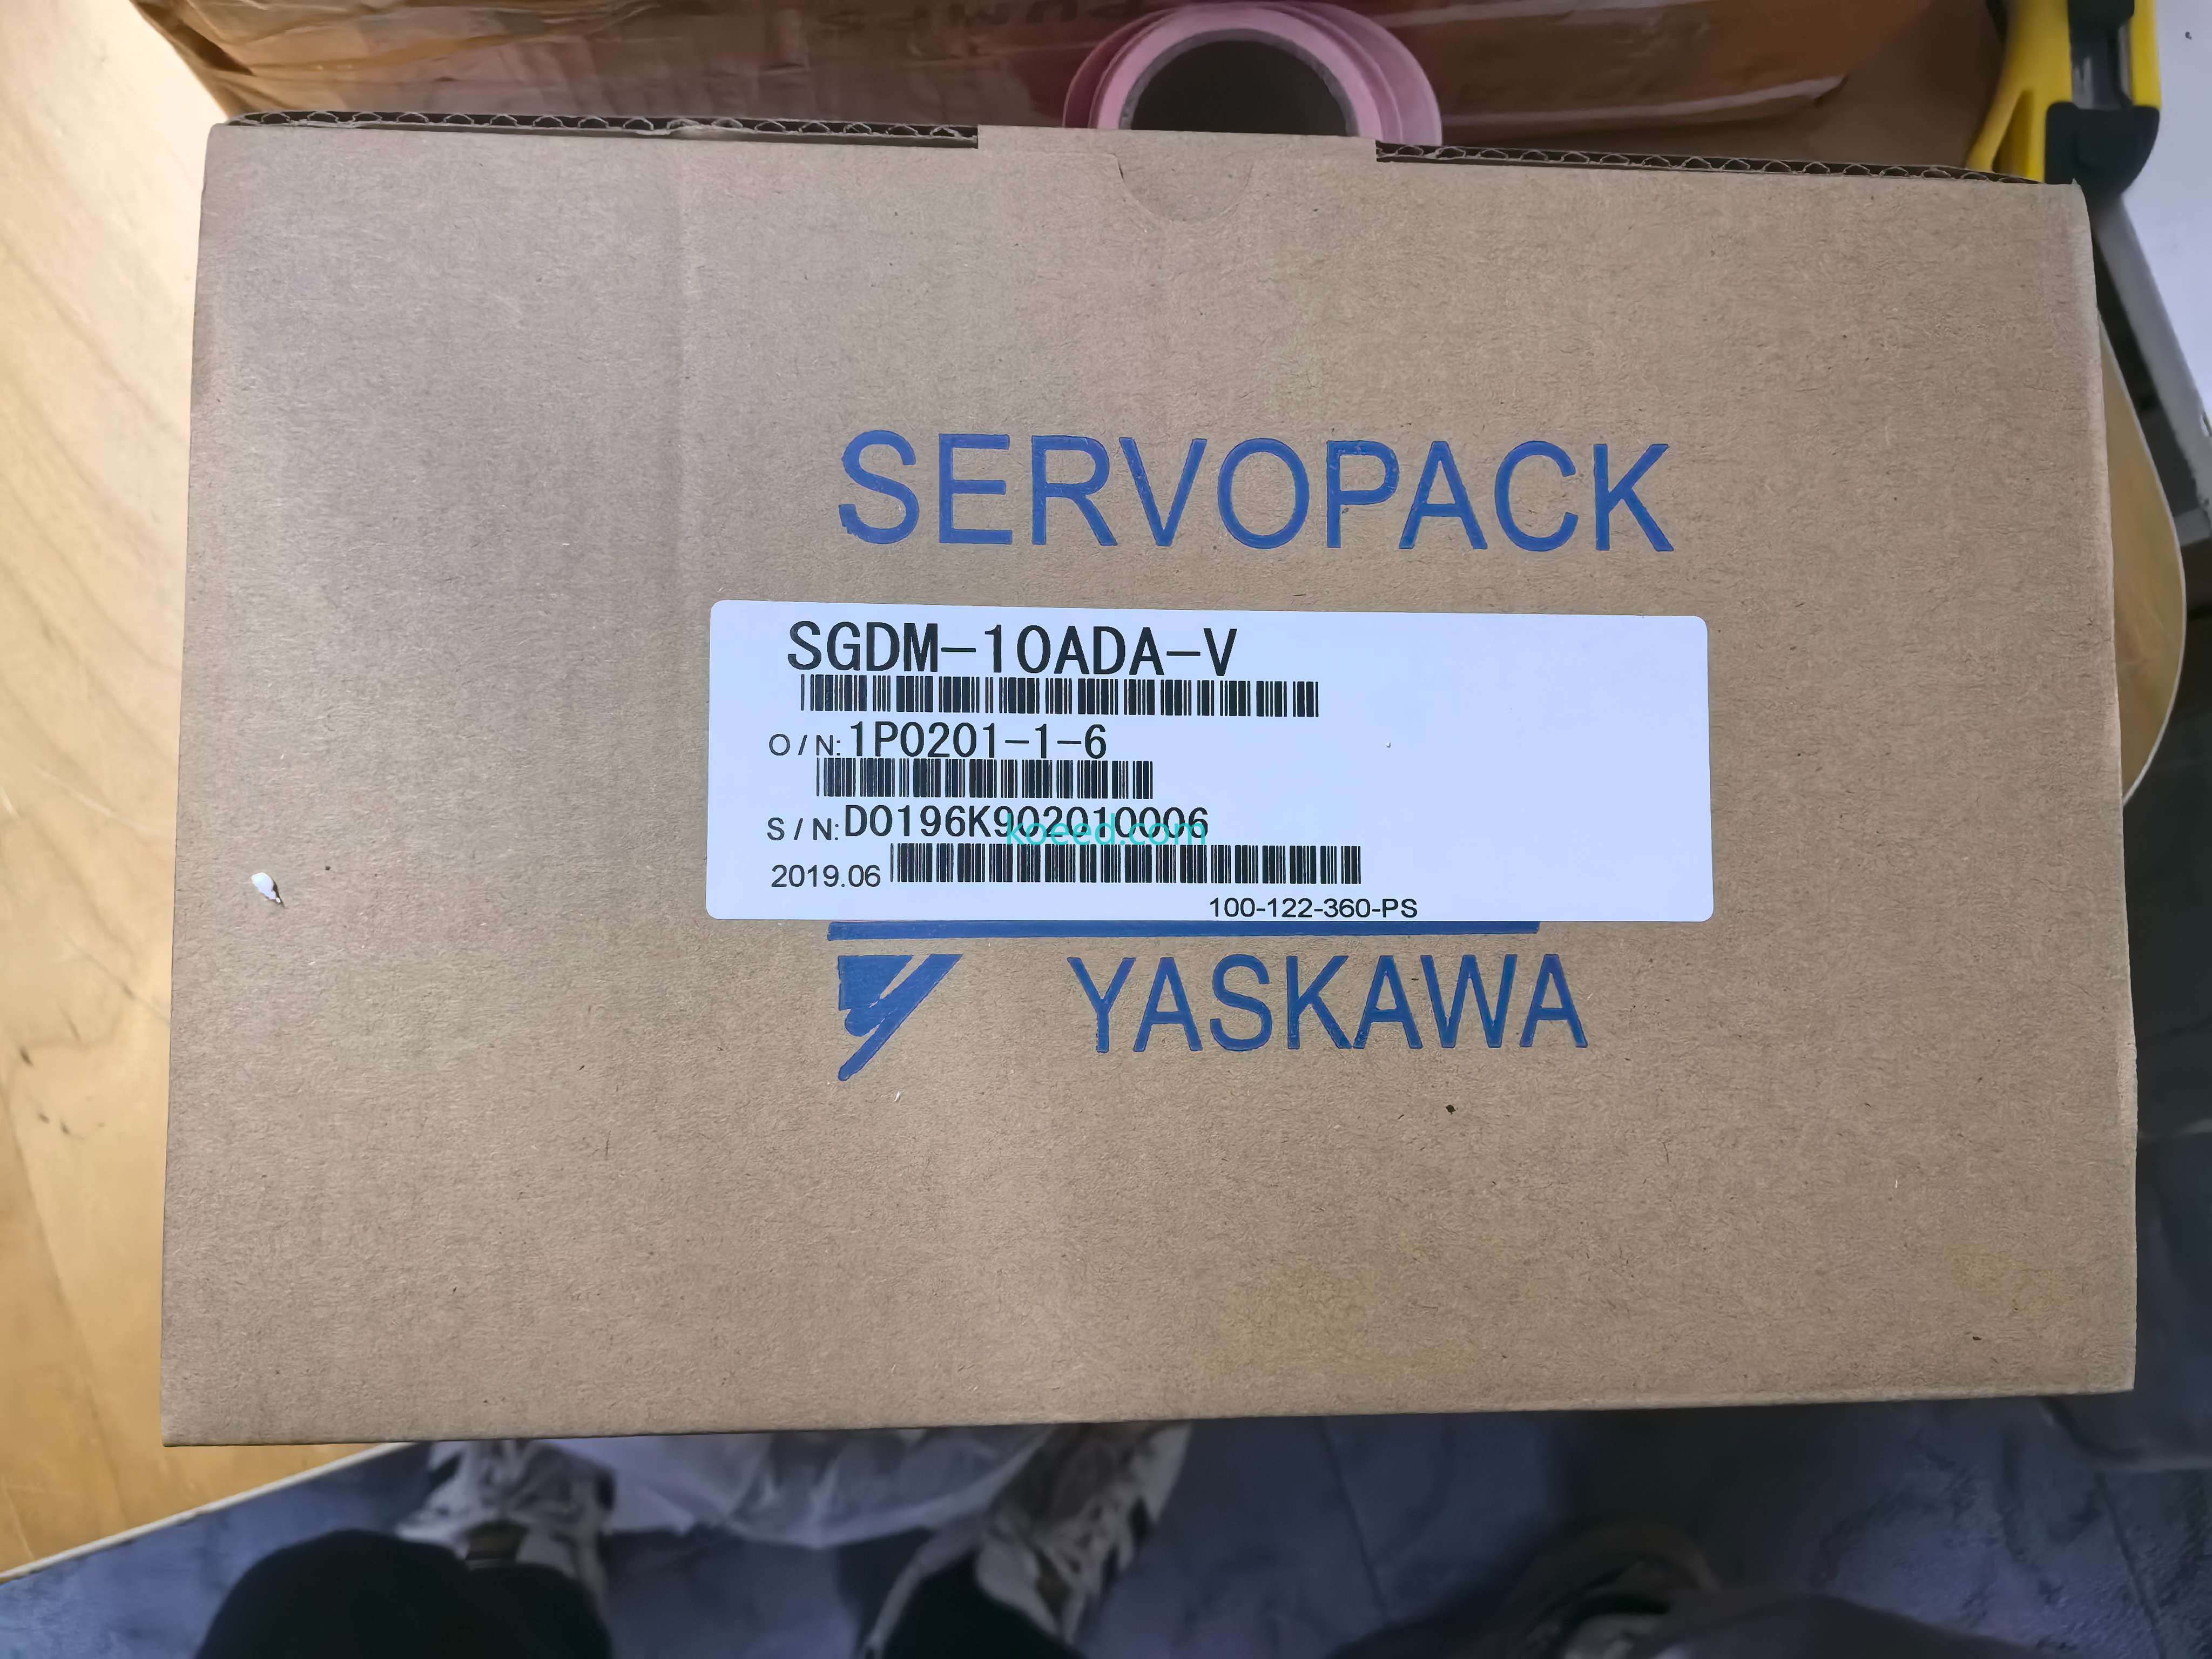 SERVOPACK
SGDM-10ADA-V
O/N: 1P0201-1-6
S/N: D0196K902010006
koeed.com
2019.06
100-122-360-PS
YASKAWA